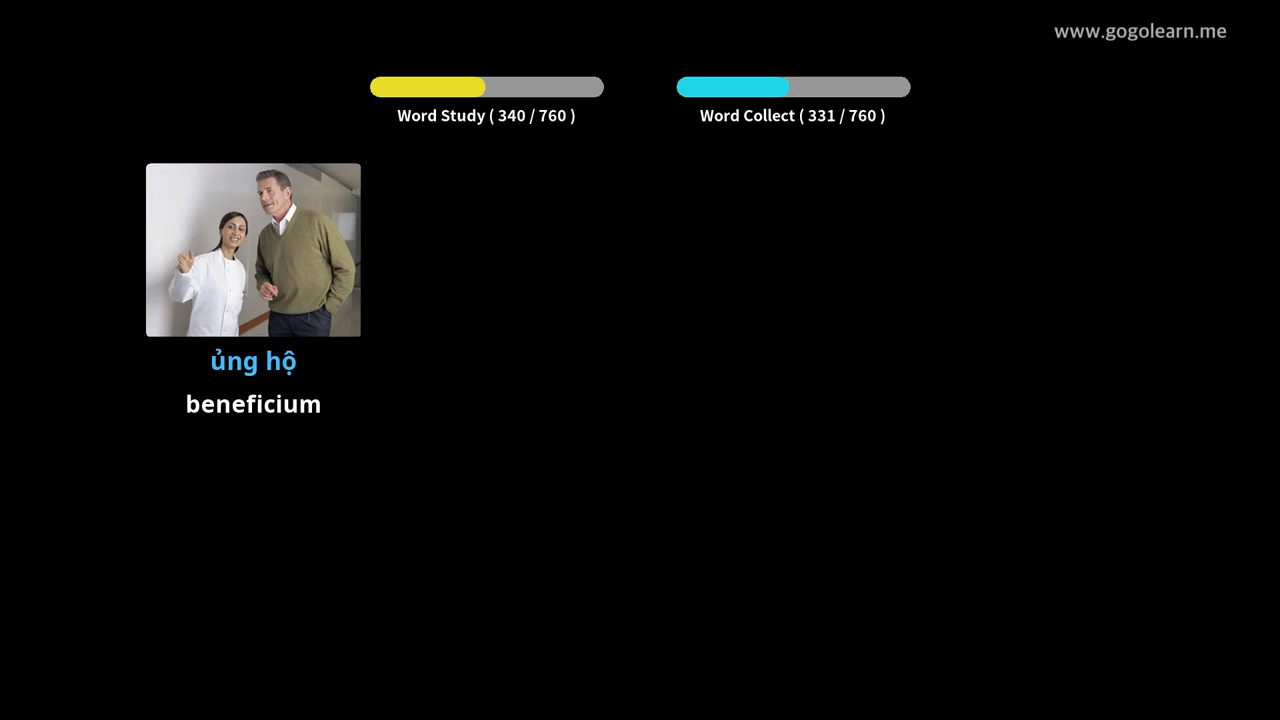 www.gogolearn.me
Word Study ( 340 / 760 )
Word Collect ( 331 / 760 )
ủng hộ
beneficium